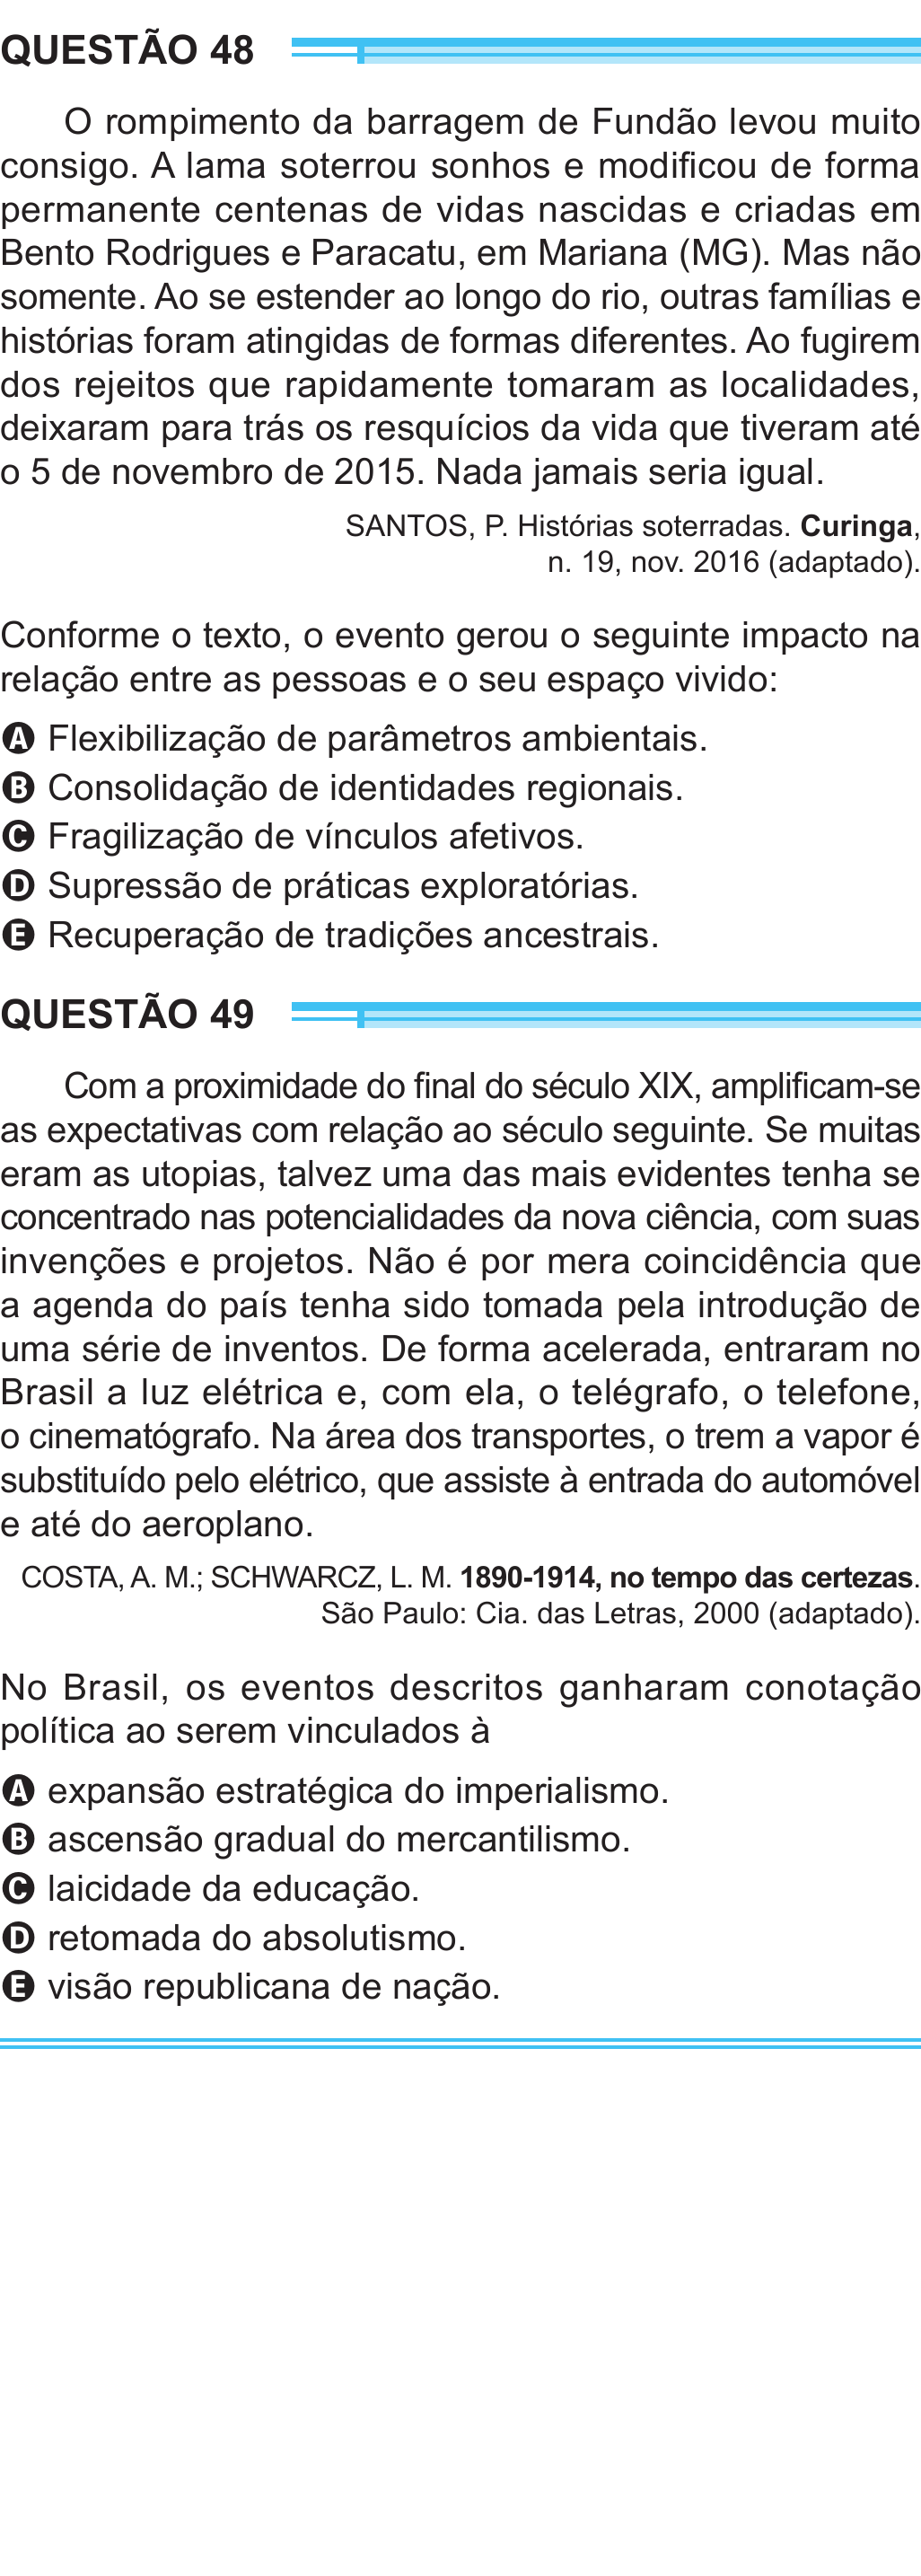 QUESTÃO 48
O rompimento da barragem de Fundão levou muito
consigo. A lama soterrou sonhos e modificou de forma
permanente centenas de vidas nascidas e criadas em
Bento Rodrigues e Paracatu, em Mariana (MG). Mas não
somente. Ao se estender ao longo do rio, outras famílias e
histórias foram atingidas de formas diferentes. Ao fugirem
dos rejeitos que rapidamente tomaram as localidades,
deixaram para trás os resquícios da vida que tiveram até
o 5 de novembro de 2015. Nada jamais seria igual.
SANTOS, P. Histórias soterradas. Curinga,
n. 19, nov. 2016 (adaptado).
Conforme o texto, o evento gerou o seguinte impacto na
relação entre as pessoas e o seu espaço vivido:
A Flexibilização de parâmetros ambientais.
B Consolidação de identidades regionais.
C Fragilização de vínculos afetivos.
D Supressão de práticas exploratórias.
E Recuperação de tradições ancestrais.
QUESTÃO 49
Com a proximidade do final do século XIX, amplificam-se
as expectativas com relação ao século seguinte. Se muitas
eram as utopias, talvez uma das mais evidentes tenha se
concentrado nas potencialidades da nova ciência, com suas
invenções e projetos. Não é por mera coincidência que
a agenda do país tenha sido tomada pela introdução de
uma série de inventos. De forma acelerada, entraram no
Brasil a luz elétrica e, com ela, o telégrafo, o telefone,
o cinematógrafo. Na área dos transportes, o trem a vapor é
substituído pelo elétrico, que assiste à entrada do automóvel
e até do aeroplano.
COSTA, A. M.; SCHWARCZ, L. M. 1890-1914, no tempo das certezas.
São Paulo: Cia. das Letras, 2000 (adaptado).
No Brasil, os eventos descritos ganharam conotação
política ao serem vinculados à
A expansão estratégica do imperialismo.
B ascensão gradual do mercantilismo.
C laicidade da educação.
D retomada do absolutismo.
E visão republicana de nação.